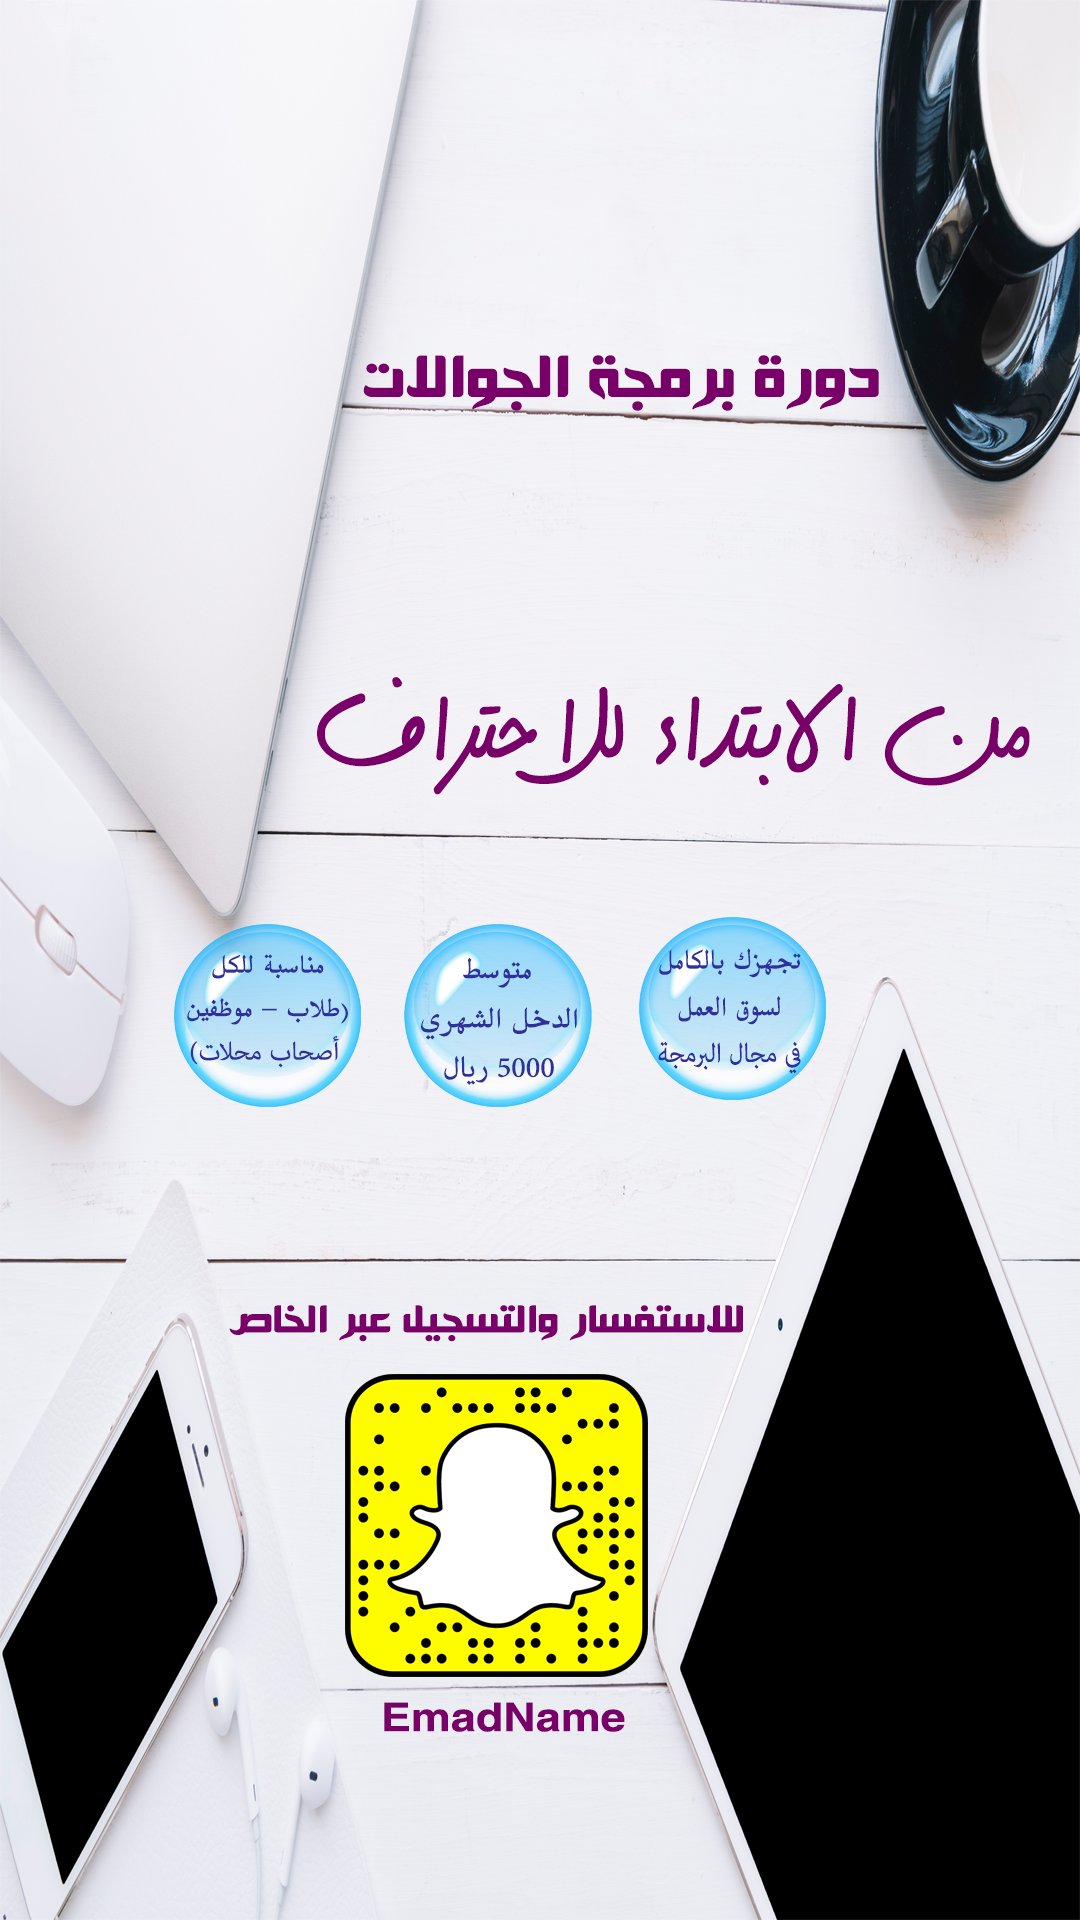 دورة برمجة الجوالات
من الابتداء للاحتراف
تجهزك بالكامل
لسوق العمل
في مجال البرمجة
متوسط
الدخل الشهري
5000 ريال
مناسبة للكل
(طلاب – موظفين
أصحاب محلات)
للاستفسار والتسجيل عبر الخاص
EmadName